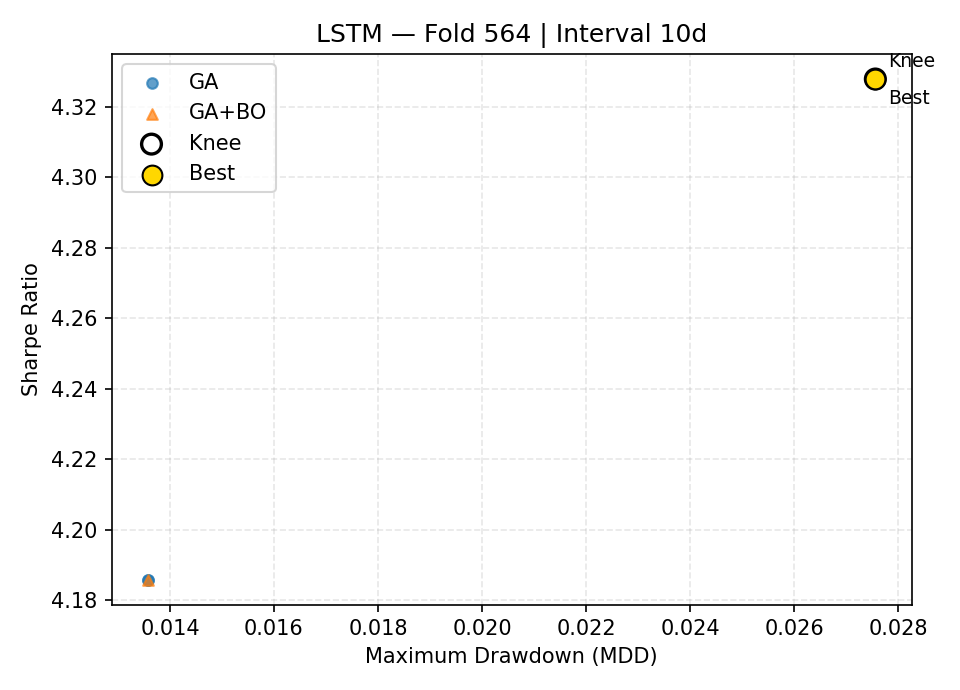 LSTM — Fold 564 | Interval 10d
GA
GA+BO
Knee
Best
Knee
Best
Sharpe Ratio
4.32
4.30
4.28
4.26
4.24
4.22
4.20
4.18
0.014 0.016 0.018 0.020 0.022 0.024 0.026 0.028
Maximum Drawdown (MDD)